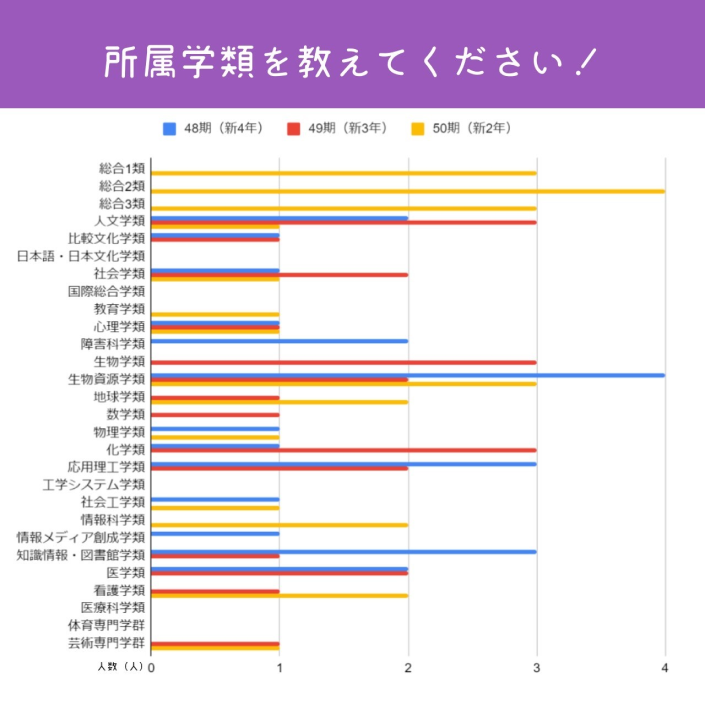 所属学類を教えてください！
48期（新4年） 49期（新3年） 50期（新2年）
総合1類
総合2類
総合3類
人文学類
比較文化学類
日本語・日本文化学類
社会学類
国際総合学類
教育学類
心理学類
障害科学類
生物学類
生物資源学類
地球学類
数学類
物理学類
化学類
応用理工学類
工学システム学類
社会工学類
情報科学類
情報メディア創成学類
知識情報・図書館学類
医学類
看護学類
医療科学類
体育専門学群
芸術専門学群
人数（人） 0 1 2 3 4